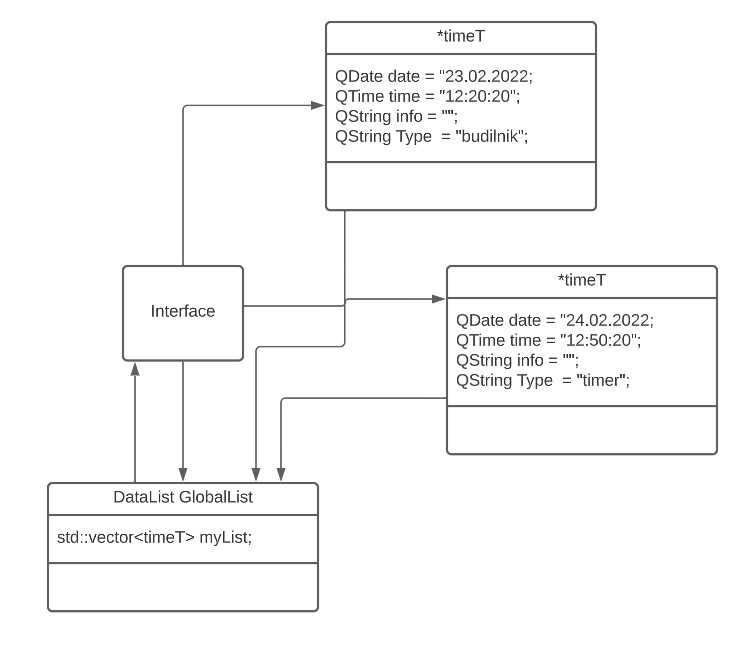 *timeT
QDate date = "23.02.2022;
QTime time = "12:20:20";
QString info = "";
QString Type  = "budilnik";
Interface
*timeT
QDate date = "24.02.2022;
QTime time = "12:50:20";
QString info = "";
QString Type  = "timer";
DataList GlobalList
std::vector<timeT> myList;